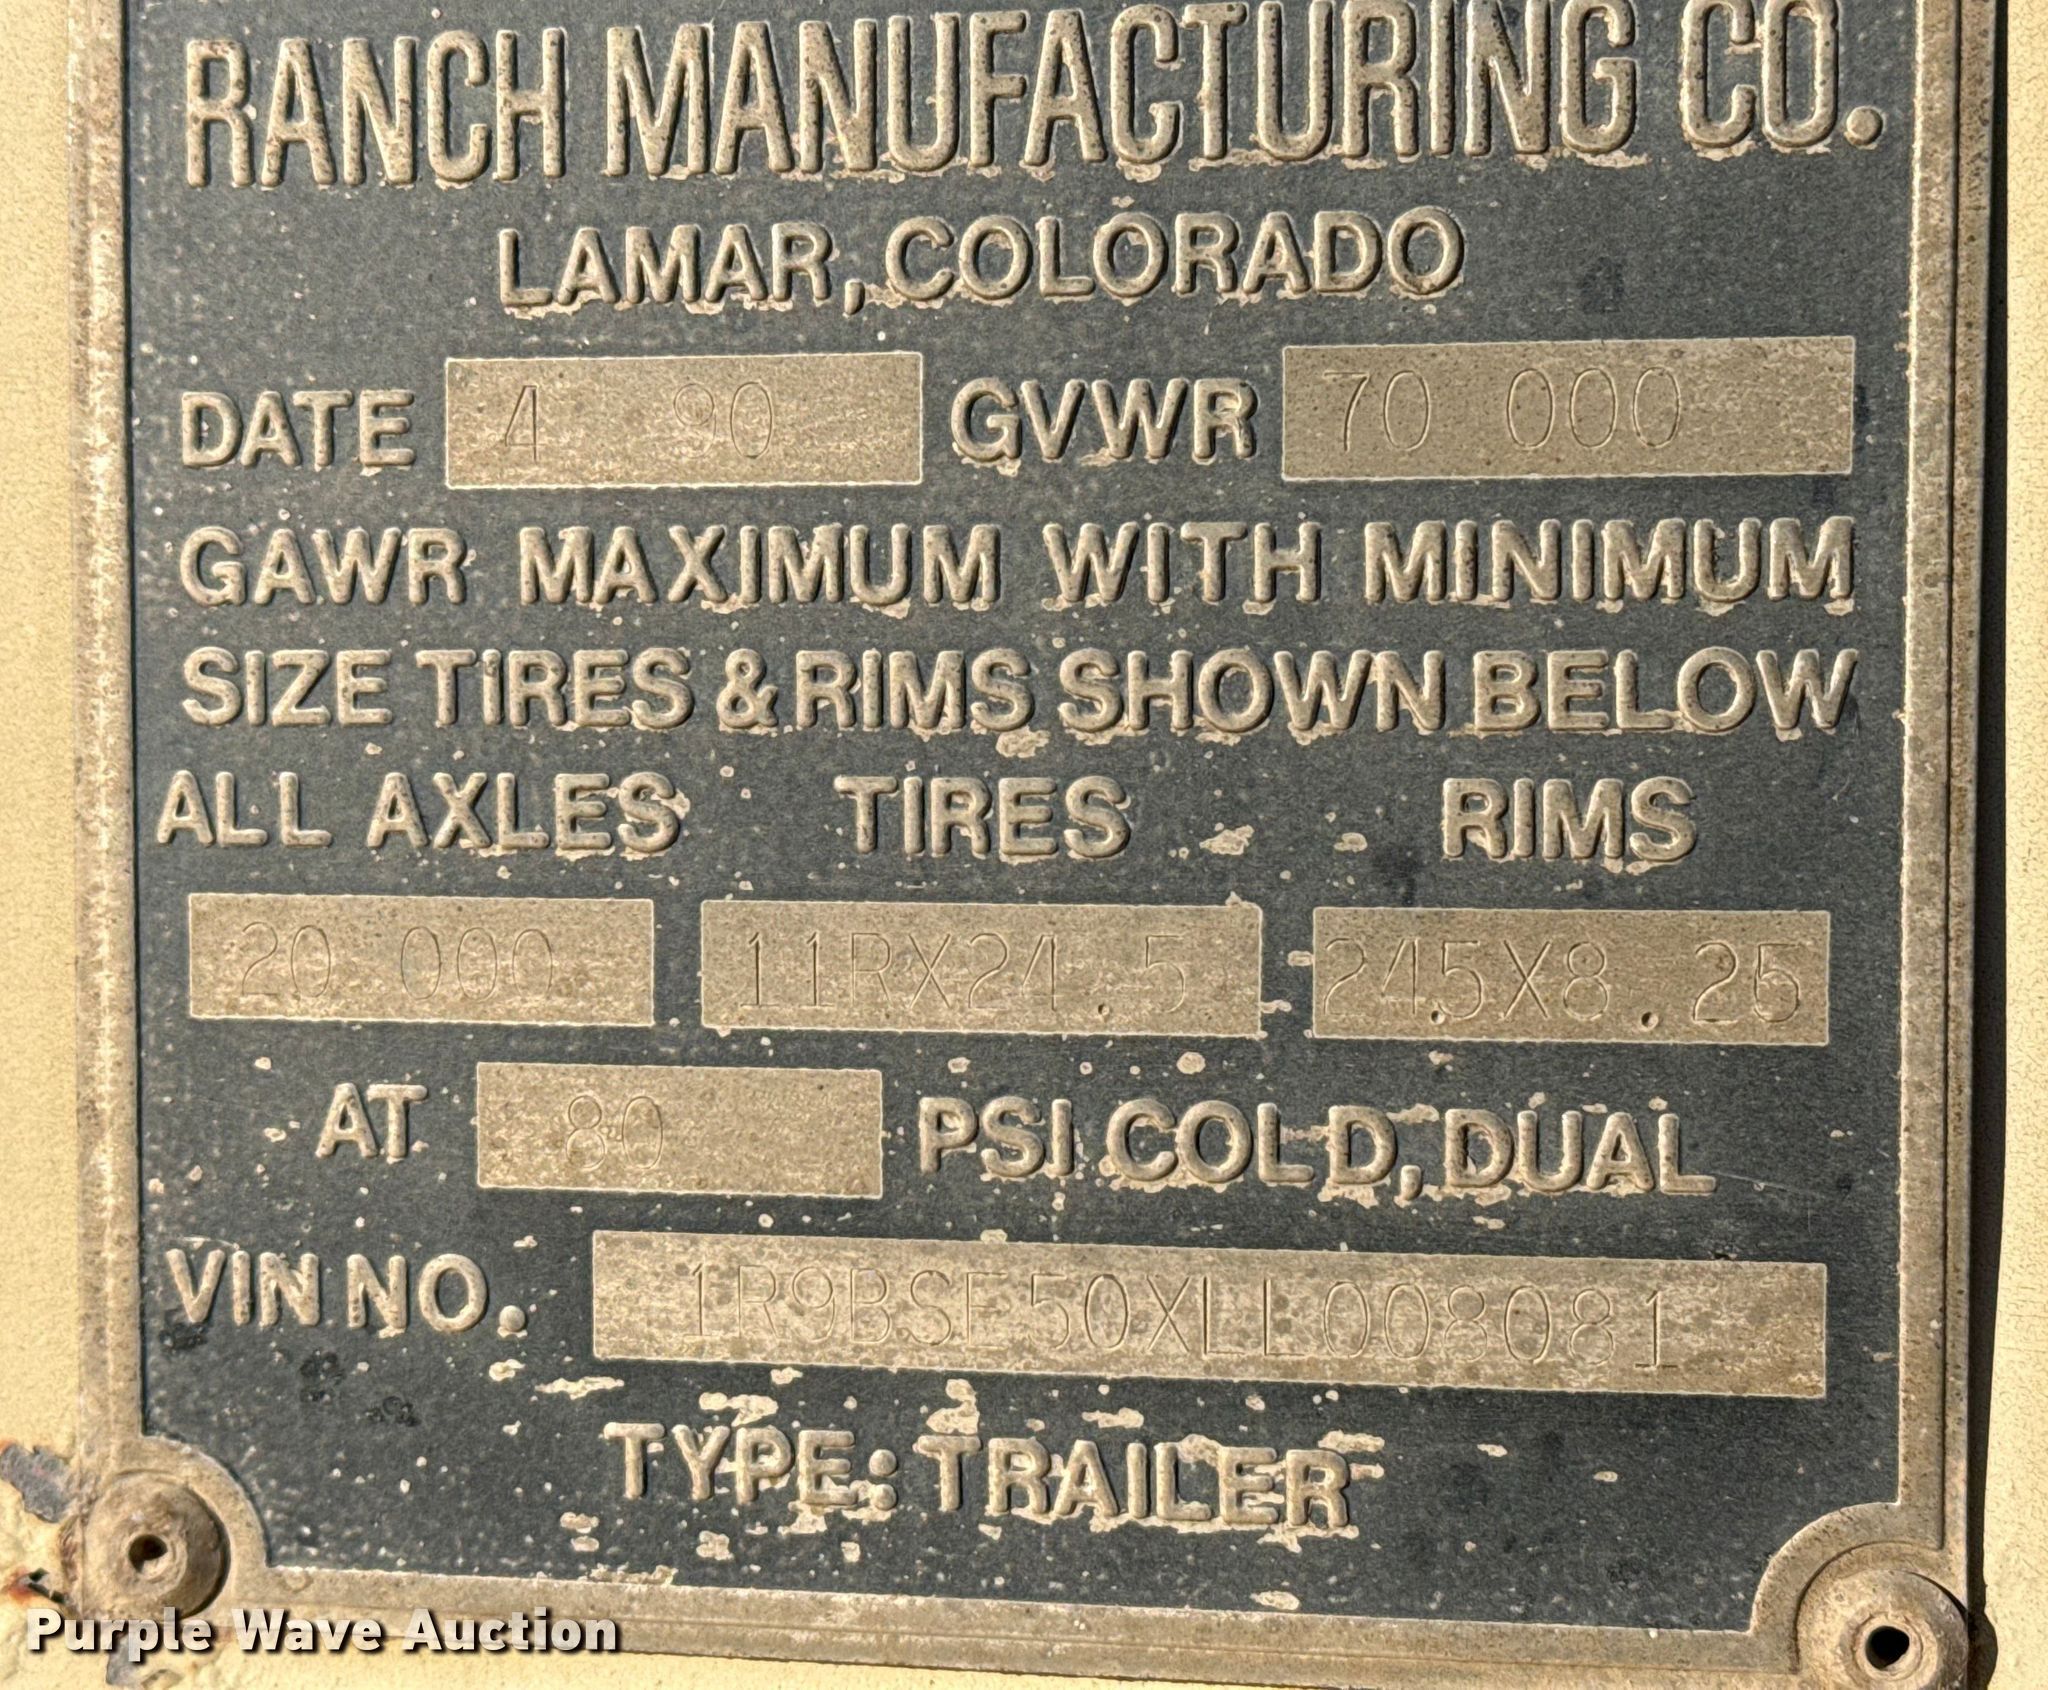 RANCH MANUFACTURING CO.
LAMAR, COLORADO
DATE 4 90 GVWR 70 000
GAWR MAXIMUM WITH MINIMUM
SIZE TIRES & RIMS SHOWN BELOW
ALL AXLES TIRES RIMS
20 000 11RX24.5 24.5X8.25
AT 80 PSI COLD, DUAL
VIN NO. 1R9BSE50XLL008081
TYPE: TRAILER
Purple Wave Auction